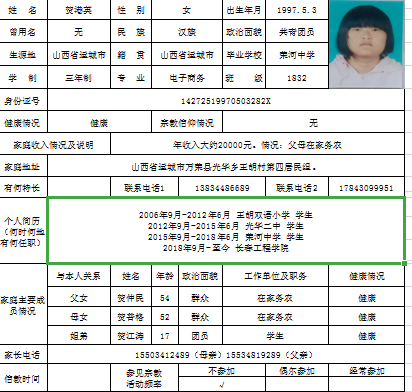 姓 名 贺港英 性 别 女 出生年月 1997.5.3
曾用名 无 民 族 汉族 政治面貌 共青团员
生源地 山西省运城市 籍 贯 山西省运城市 毕业学校 荣河中学
学 制 三年制 专 业 电子商务 班 级 1832
身份证号 14272519970503282X
健康情况 健康 宗教信仰情况 无
家庭收入情况及说明 年收入大约20000元。情况：父母在家务农
家庭地址 山西省运城市万荣县光华乡王胡村第四居民组。
有何特长 联系电话1 13834486689 联系电话2 17843099951
个人简历
（何时何地
有何任职）
2006年9月-2012年6月 王胡双语小学 学生
2012年9月-2015年6月 光华二中 学生
2015年9月-2018年6月 荣河中学 学生
2018年9月-至今 长春工程学院
家庭主要成
员情况
与本人关系 姓名 年龄 政治面貌 工作单位及职务 健康情况
父女 贺仲民 54 群众 在家务农 健康
母女 贺普格 52 群众 在家务农 健康
姐弟 贺江涛 17 团员 学生 健康
家长电话 15503412489（母亲）15534819289（父亲）
信教时间 参见宗教
活动频率
不参加 偶尔参加 经常参加
√